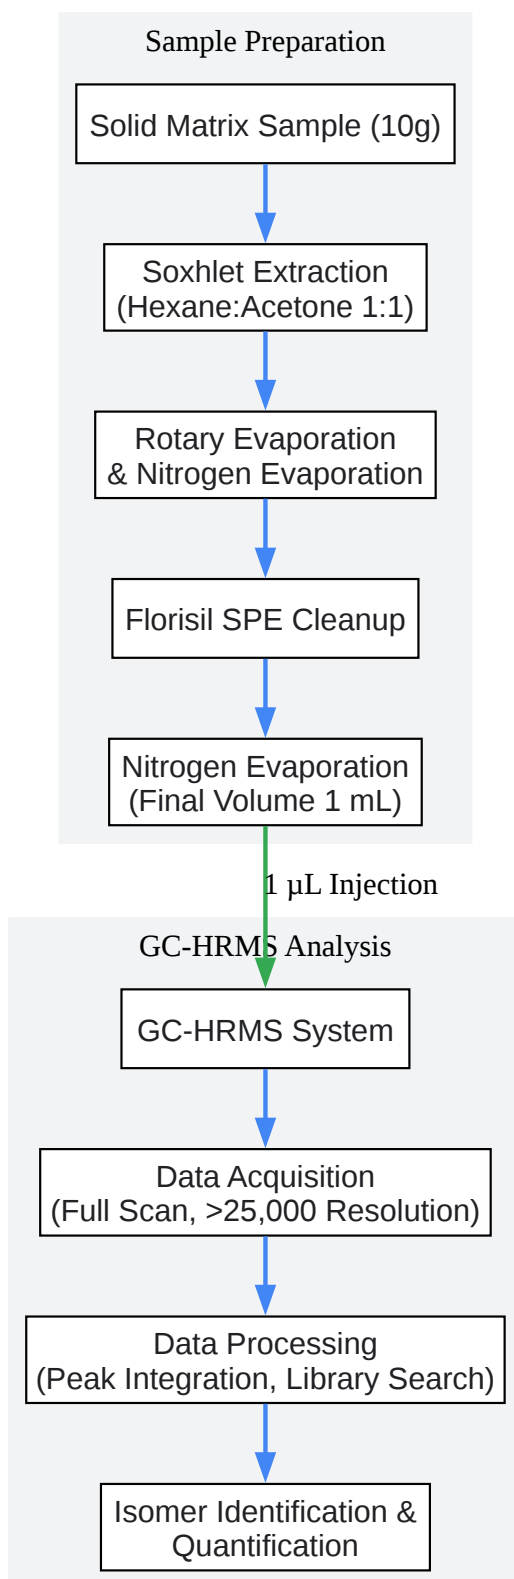 Sample Preparation
Solid Matrix Sample (10g)
Soxhlet Extraction
(Hexane:Acetone 1:1)
Rotary Evaporation
& Nitrogen Evaporation
Florisil SPE Cleanup
Nitrogen Evaporation
(Final Volume 1 mL)
1 µL Injection
GC-HRMS Analysis
GC-HRMS System
Data Acquisition
(Full Scan, >25,000 Resolution)
Data Processing
(Peak Integration, Library Search)
Isomer Identification &
Quantification